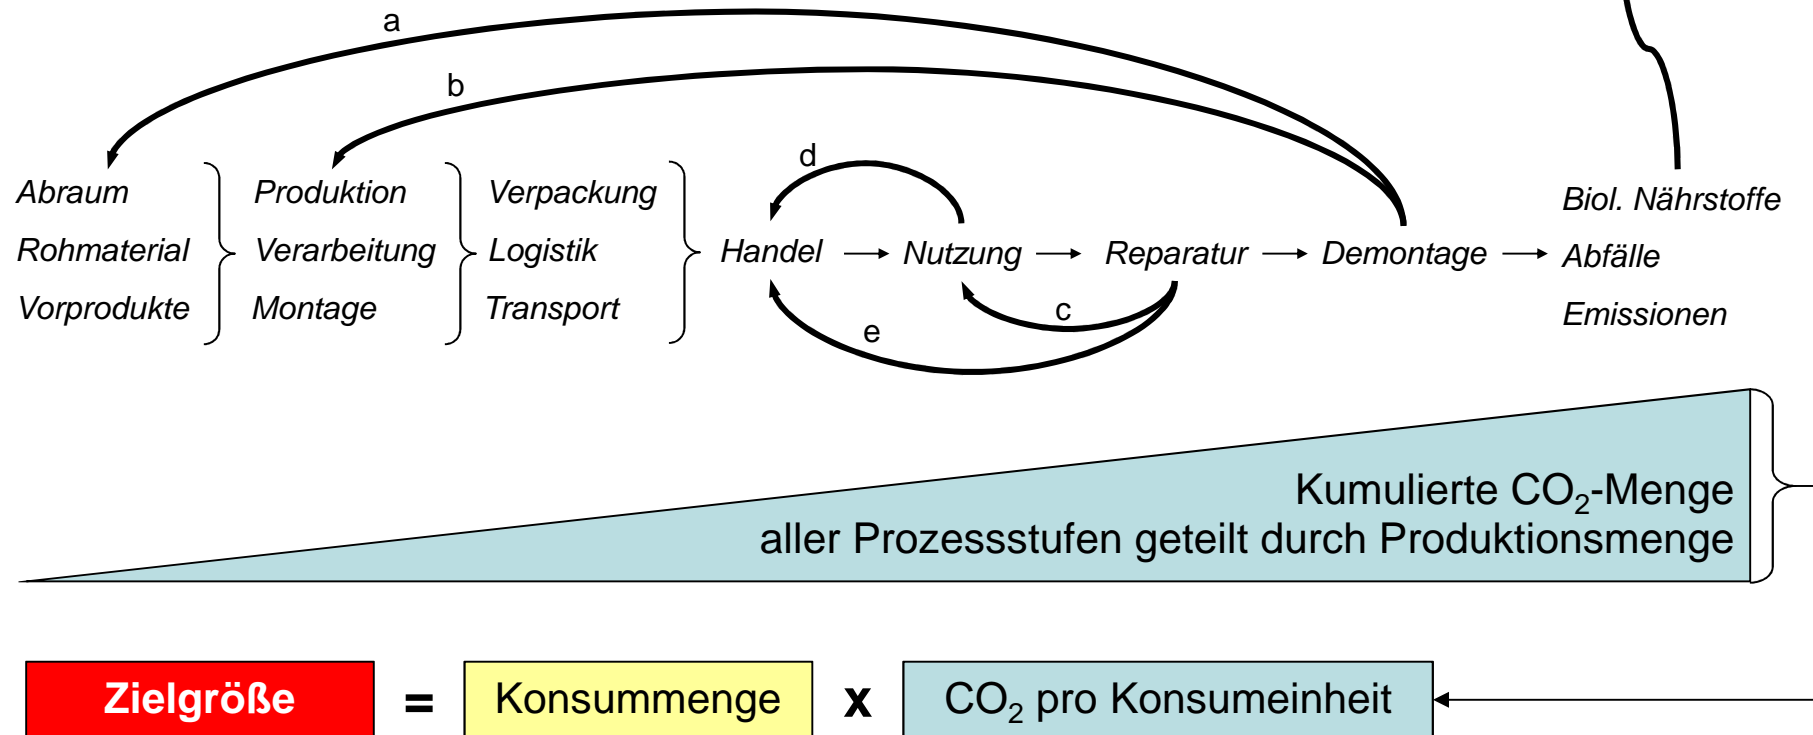 a
b
d
Abraum Produktion Verpackung Biol. Nährstoffe
Rohmaterial Verarbeitung Logistik Handel Nutzung Reparatur Demontage Abfälle
Vorprodukte Montage Transport c Emissionen
e
Kumulierte CO₂-Menge
aller Prozessstufen geteilt durch Produktionsmenge
Zielgröße = Konsummenge x CO₂ pro Konsumeinheit